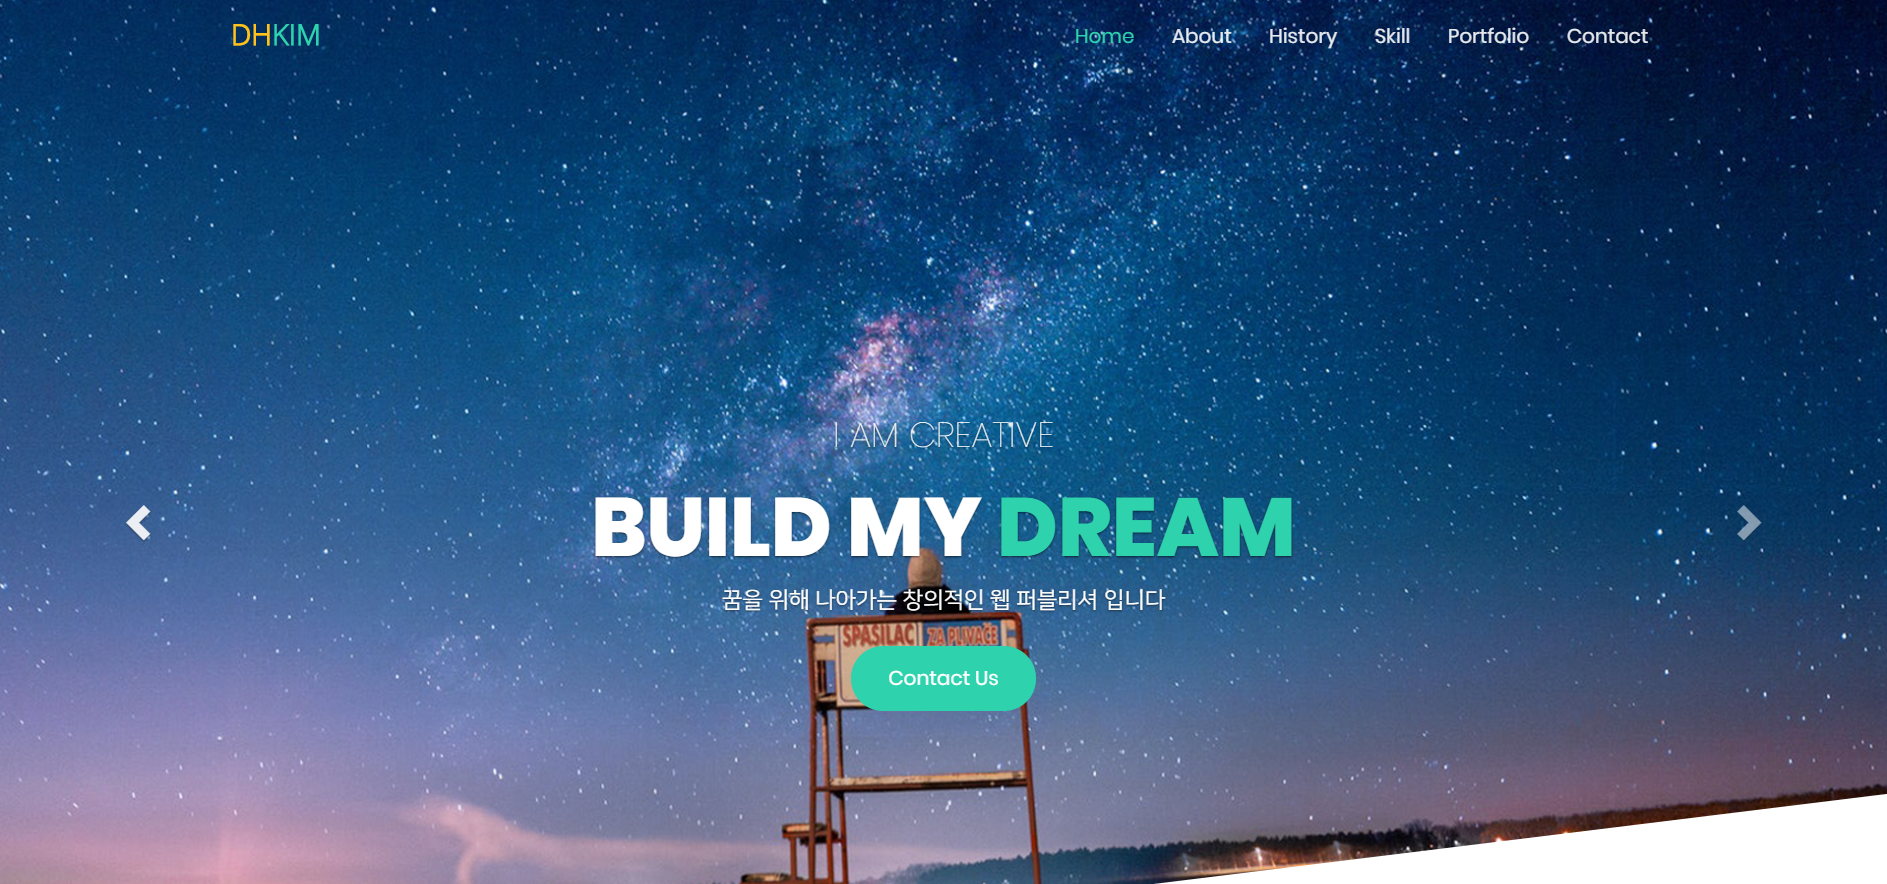 DHKIM
Home About History Skill Portfolio Contact
I AM CREATIVE
BUILD MY DREAM
꿈을 위해 나아가는 창의적인 웹 퍼블리셔 입니다
SPASILAC ZA PLIVAČE
Contact Us